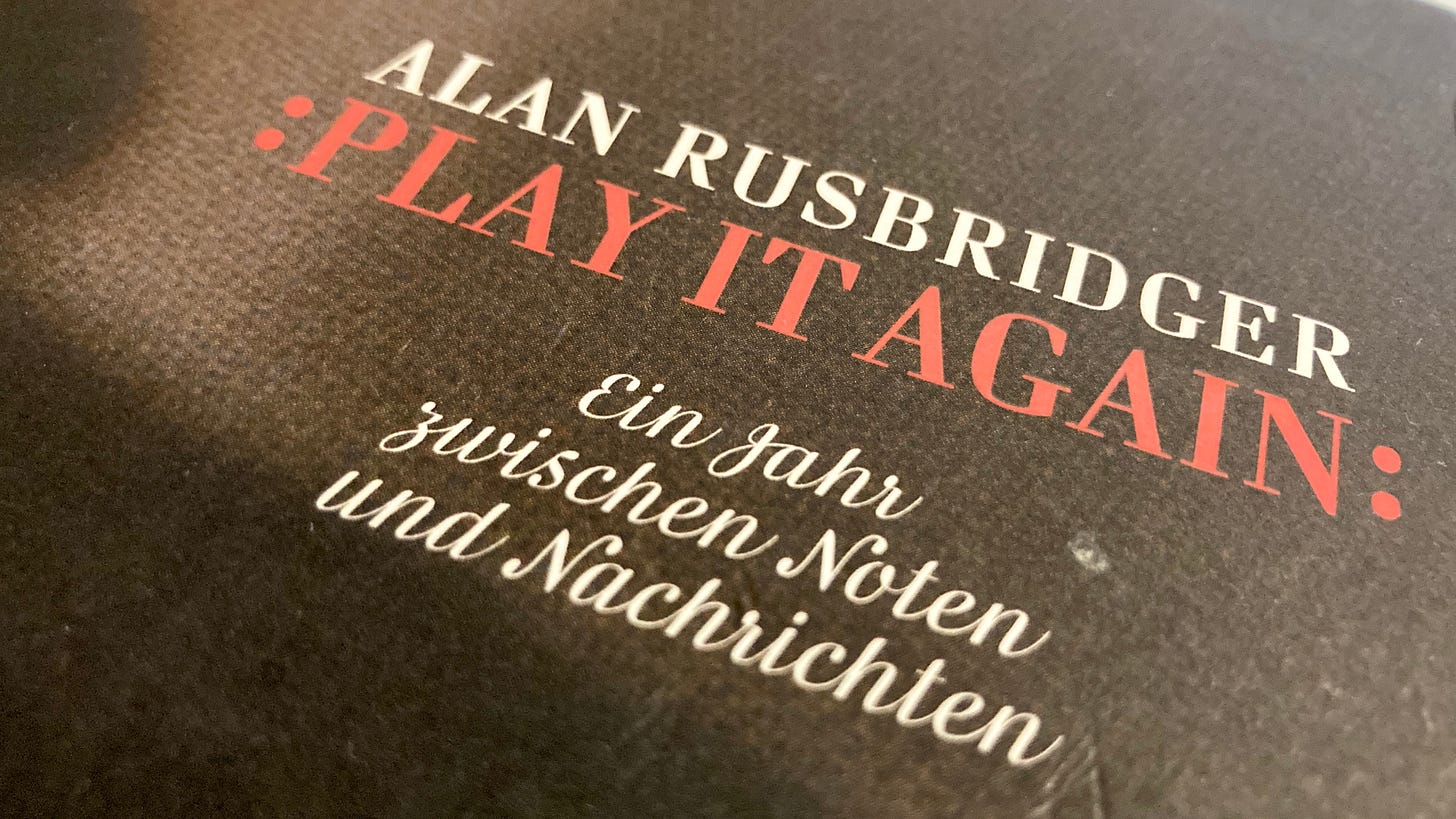 ALAN RUSBRIDGER
:PLAY IT AGAIN:
Ein Jahr
zwischen Noten
und Nachrichten